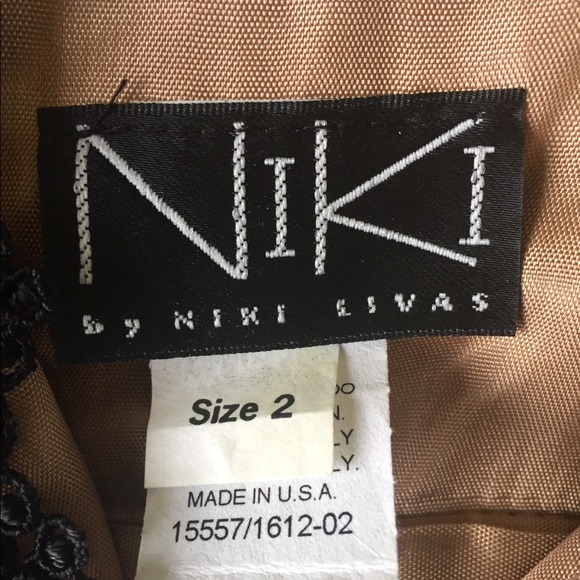 NIKI
by NIKI LIVAS
Size 2
MADE IN U.S.A.
15557/1612-02